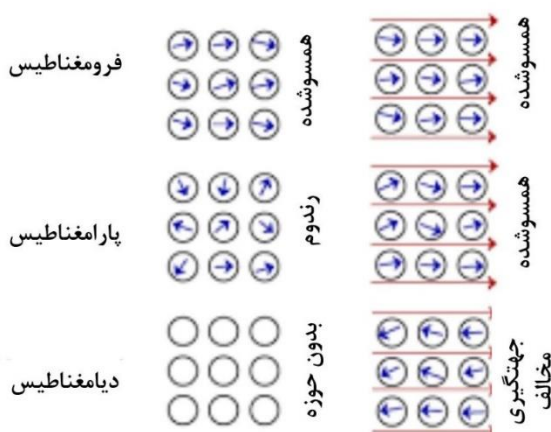 فرومغناطیس
همسوشده
همسوشده
پارامغناطیس
رندوم
همسوشده
دیامغناطیس
بدون حوزه
جهتگیری
مخالف